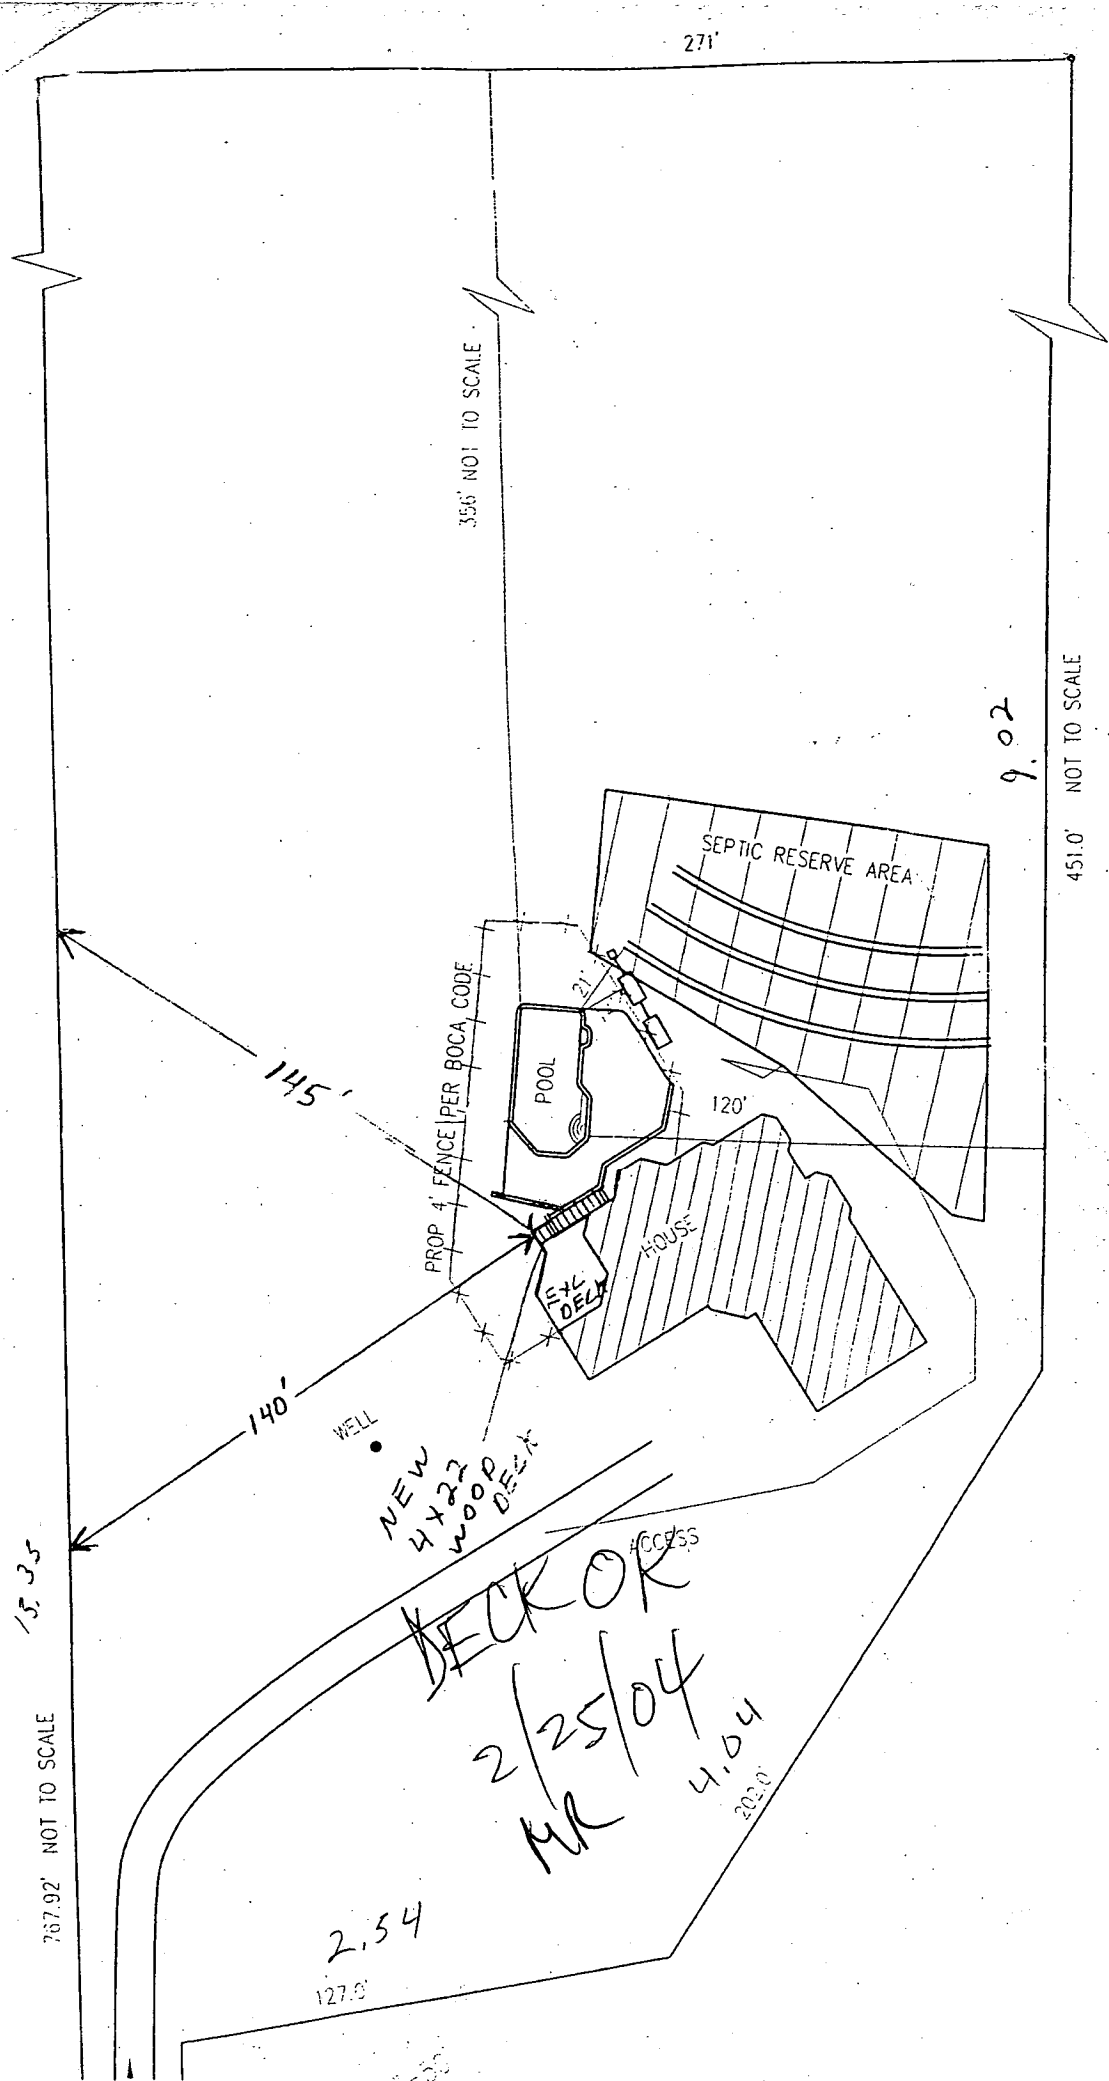 271'
356' NOT TO SCALE
9.02
451.0' NOT TO SCALE
SEPTIC RESERVE AREA
PROP 4' FENCE PER BOCA CODE
21'
145'
POOL
120'
HOUSE
EXC
DECK
140'
WELL
NEW
4X22
WOOD
DECK
ACCESS
15.35
767.92' NOT TO SCALE
DECK OK
2/25/04
MR
4.04
202.0'
2.54
127.0'